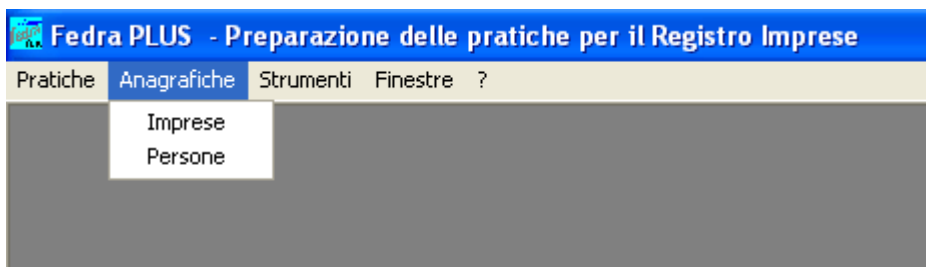 Fedra PLUS - Preparazione delle pratiche per il Registro Imprese
Pratiche Anagrafiche Strumenti Finestre ?
Imprese
Persone